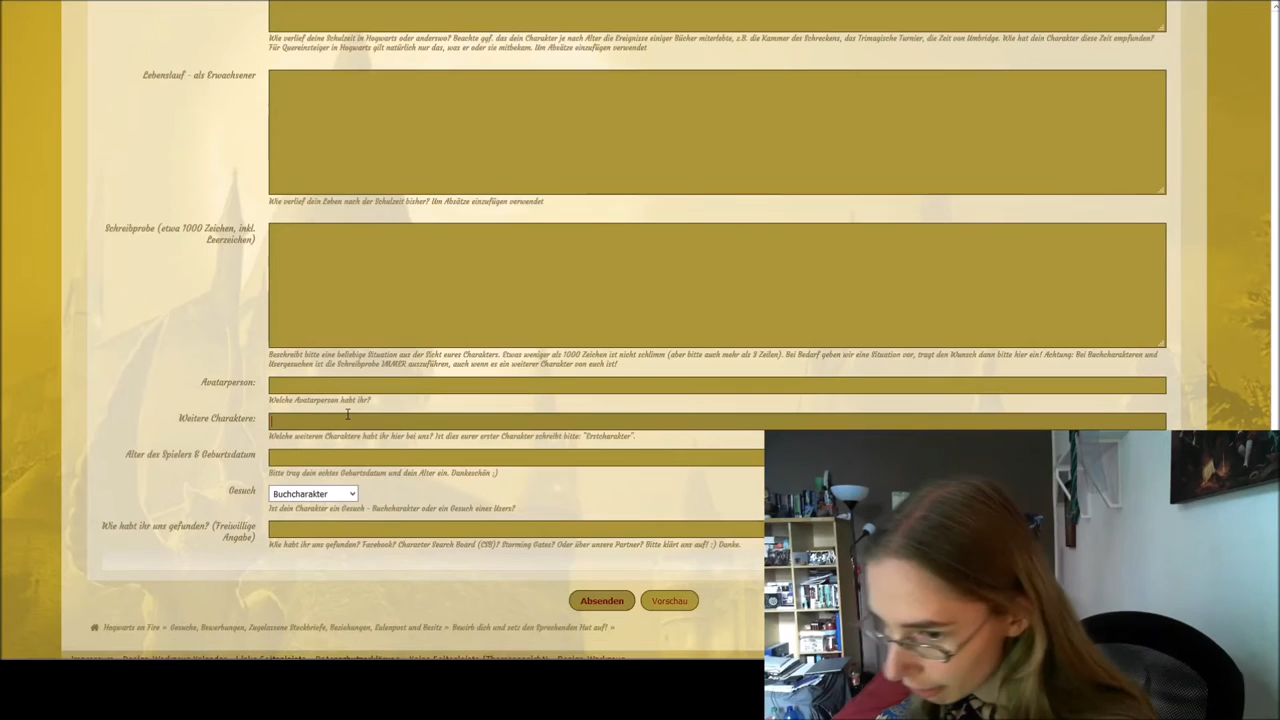 Wie verlief deine Schulzeit in Hogwarts oder anderswo? Beachte ggf. das dein Charakter je nach Alter die Ereignisse einiger Bücher miterlebte, z.B. die Kammer des Schreckens, das Trimagische Turnier, die Zeit von Umbridge. Wie hat dein Charakter diese Zeit empfunden?
Für Quereinsteiger in Hogwarts gilt natürlich nur das, was er oder sie mitbekam. Um Absätze einzufügen verwendet
Lebenslauf - als Erwachsener
Wie verlief dein Leben nach der Schulzeit bisher? Um Absätze einzufügen verwendet
Schreibprobe (etwa 1000 Zeichen, inkl.
Leerzeichen)
Beschreibt bitte eine beliebige Situation aus der Sicht eures Charakters. Etwas weniger als 1000 Zeichen ist nicht schlimm (aber bitte auch mehr als 3 Zeilen). Bei Bedarf geben wir eine Situation vor, tragt den Wunsch dann bitte hier ein! Achtung: Bei Buchcharakteren und
Usergesuchen ist die Schreibprobe IMMER auszuführen, auch wenn es ein weiterer Charakter von euch ist!
Avatarperson:
Welche Avatarperson habt ihr?
Weitere Charaktere:
Welche weiteren Charaktere habt ihr hier bei uns? Ist dies eurer erster Charakter schreibt bitte: "Erstcharakter".
Alter des Spielers & Geburtsdatum
Bitte trag dein echtes Geburtsdatum und dein Alter ein. Dankeschön ;)
Gesuch
Buchcharakter
Ist dein Charakter ein Gesuch - Buchcharakter oder ein Gesuch eines Users?
Wie habt ihr uns gefunden? (Freiwillige
Angabe)
Wie habt ihr uns gefunden? Facebook? Character Search Board (CSB)? Storming Gates? Oder über unsere Partner? Bitte klärt uns auf! :) Danke.
Absenden
Vorschau
Hogwarts on Fire » Gesuche, Bewerbungen, Zugelassene Steckbriefe, Beziehungen, Eulenpost und Besitz » Bewirb dich und setz den Sprechenden Hut auf! »